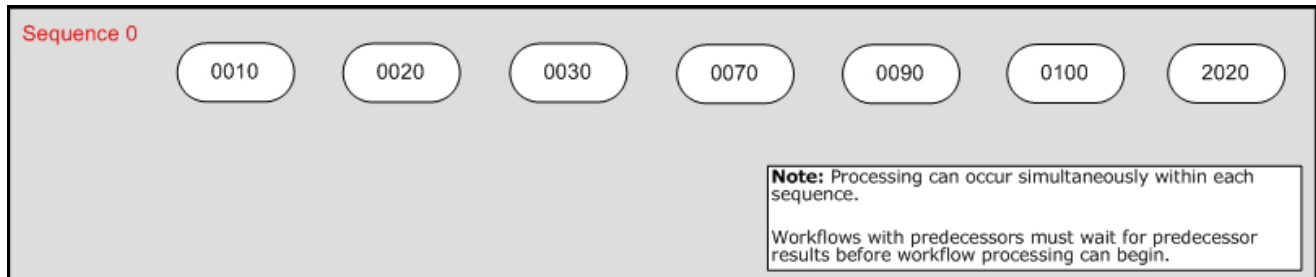 Sequence 0
0010 0020 0030 0070 0090 0100 2020
Note: Processing can occur simultaneously within each
sequence.
Workflows with predecessors must wait for predecessor
results before workflow processing can begin.